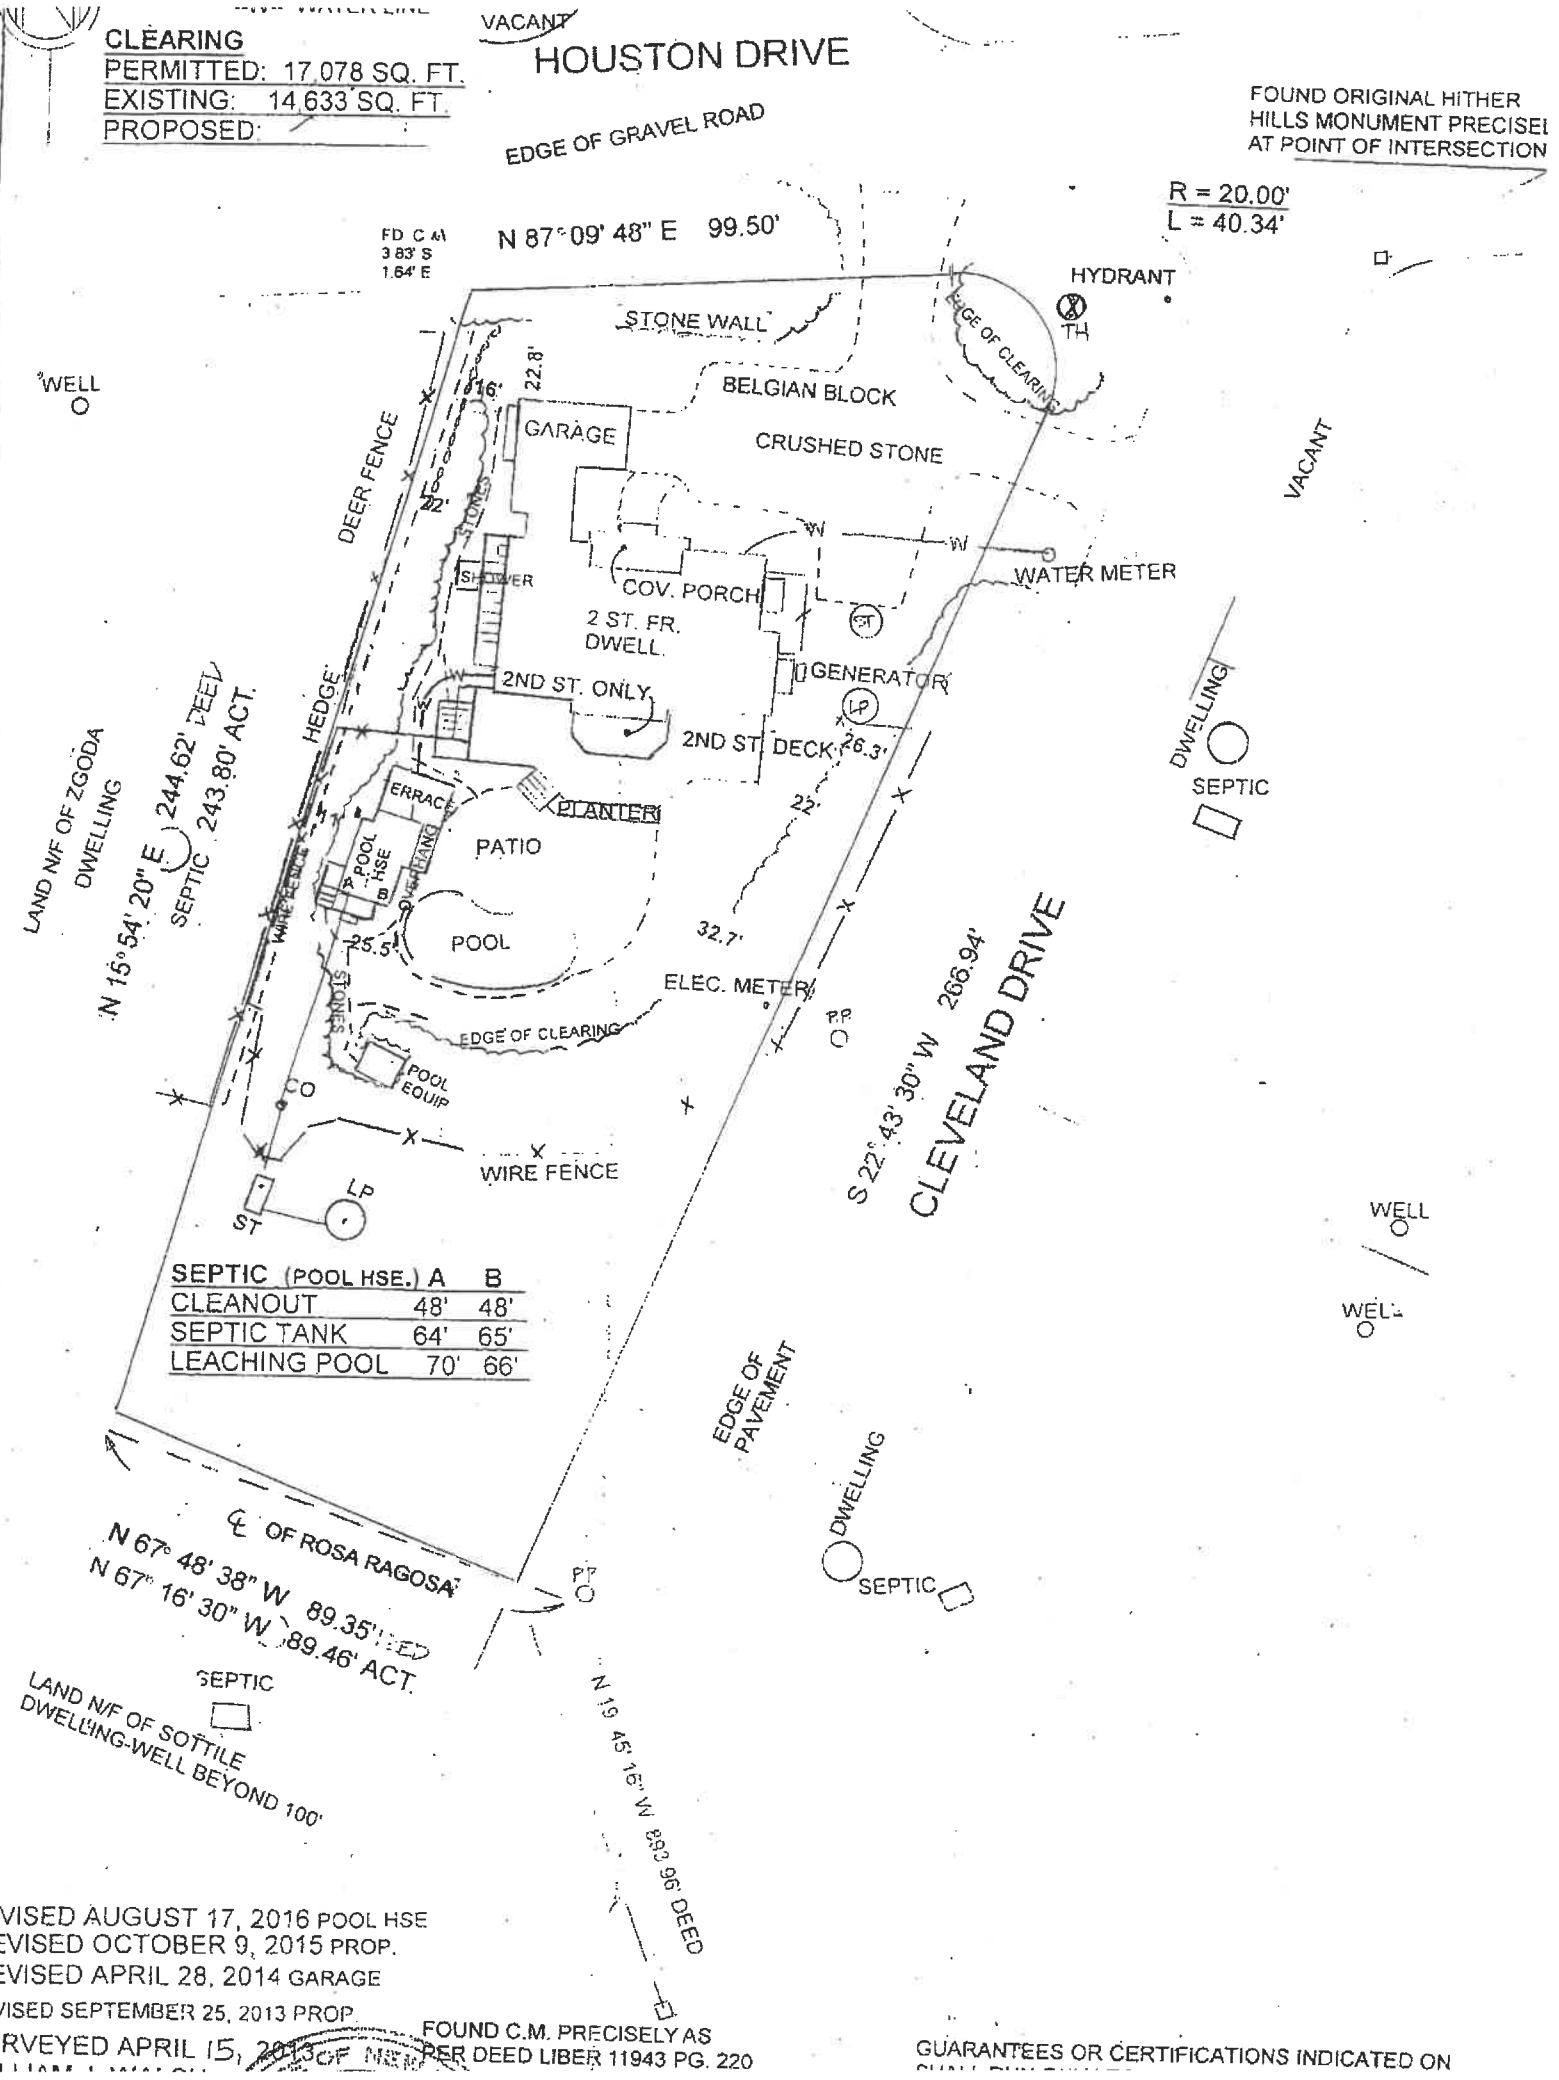 WATER LINE
CLEARING
PERMITTED: 17,078 SQ. FT.
EXISTING: 14,633 SQ. FT.
PROPOSED:
VACANT
HOUSTON DRIVE
EDGE OF GRAVEL ROAD
FOUND ORIGINAL HITHER
HILLS MONUMENT PRECISEL
AT POINT OF INTERSECTION
R = 20.00'
L = 40.34'
FD C M
3 83' S
1.64' E
N 87° 09' 48" E 99.50'
HYDRANT
TH
EDGE OF CLEARING
STONE WALL
WELL
16'
22.8'
BELGIAN BLOCK
GARAGE
CRUSHED STONE
VACANT
DEER FENCE
22'
STONES
W
W
WATER METER
SHOWER
COV. PORCH
2 ST. FR.
DWELL.
ST
2ND ST. ONLY
W
W
GENERATOR
LP
HEDGE
2ND ST. DECK
26.3'
DWELLING
SEPTIC
LAND N/F OF ZGODA
DWELLING
N 15° 54' 20" E 244.62' DEED
SEPTIC 243.80' ACT.
ERRACE
PLANTER
22'
POOL
HSE
OVERHANG
PATIO
A
B
WIRE FENCE
25.5'
POOL
32.7'
ELEC. METER
STONES
EDGE OF CLEARING
P.P.
S 22° 43' 30" W 266.94'
CLEVELAND DRIVE
POOL
EQUIP
CO
WIRE FENCE
LP
ST
WELL
WELL
SEPTIC (POOL HSE.) A B
CLEANOUT 48' 48'
SEPTIC TANK 64' 65'
LEACHING POOL 70' 66'
EDGE OF
PAVEMENT
DWELLING
SEPTIC
℄ OF ROSA RAGOSA
N 67° 48' 38" W 89.35' DEED
N 67° 16' 30" W 89.46' ACT.
PP
SEPTIC
LAND N/F OF SOTTILE
DWELLING-WELL BEYOND 100'
N 19 45' 16" W 893 96' DEED
VISED AUGUST 17, 2016 POOL HSE
EVISED OCTOBER 9, 2015 PROP.
EVISED APRIL 28, 2014 GARAGE
VISED SEPTEMBER 25, 2013 PROP.
RVEYED APRIL 15, 2013
OF NEW
FOUND C.M. PRECISELY AS
PER DEED LIBER 11943 PG. 220
GUARANTEES OR CERTIFICATIONS INDICATED ON